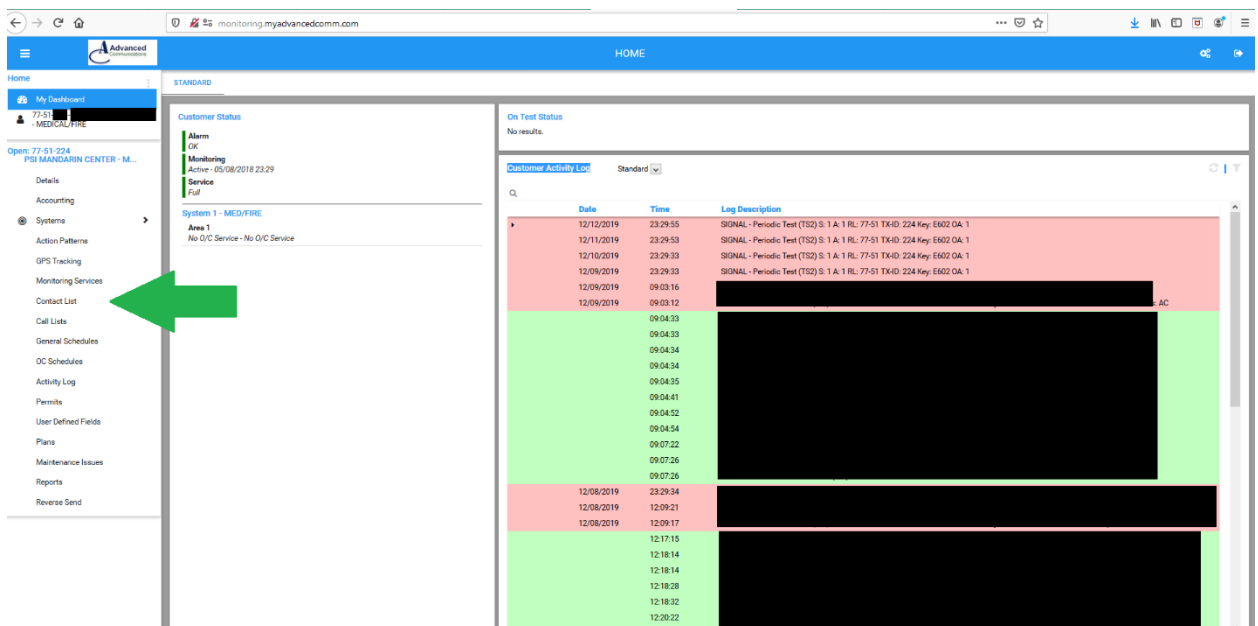 monitoring.myadvancedcomm.com
Advanced
Communications
HOME
Home
My Dashboard
77-51-
- MEDICAL/FIRE
Open: 77-51-224
PSI MANDARIN CENTER - M...
Details
Accounting
Systems
Action Patterns
GPS Tracking
Monitoring Services
Contact List
Call Lists
General Schedules
OC Schedules
Activity Log
Permits
User Defined Fields
Plans
Maintenance Issues
Reports
Reverse Send
STANDARD
Customer Status
Alarm
OK
Monitoring
Active - 05/08/2018 23:29
Service
Full
System 1 - MED/FIRE
Area 1
No O/C Service - No O/C Service
On Test Status
No results.
Customer Activity Log Standard
Date Time Log Description
12/12/2019 23:29:55 SIGNAL - Periodic Test (TS2) S: 1 A: 1 RL: 77-51 TX-ID: 224 Key: E602 OA: 1
12/11/2019 23:29:53 SIGNAL - Periodic Test (TS2) S: 1 A: 1 RL: 77-51 TX-ID: 224 Key: E602 OA: 1
12/10/2019 23:29:33 SIGNAL - Periodic Test (TS2) S: 1 A: 1 RL: 77-51 TX-ID: 224 Key: E602 OA: 1
12/09/2019 23:29:33 SIGNAL - Periodic Test (TS2) S: 1 A: 1 RL: 77-51 TX-ID: 224 Key: E602 OA: 1
12/09/2019 09:03:16
12/09/2019 09:03:12 : AC
09:04:33
09:04:33
09:04:34
09:04:34
09:04:35
09:04:41
09:04:52
09:04:54
09:07:22
09:07:26
09:07:26
12/08/2019 23:29:34
12/08/2019 12:09:21
12/08/2019 12:09:17
12:17:15
12:18:14
12:18:14
12:18:28
12:18:32
12:20:22